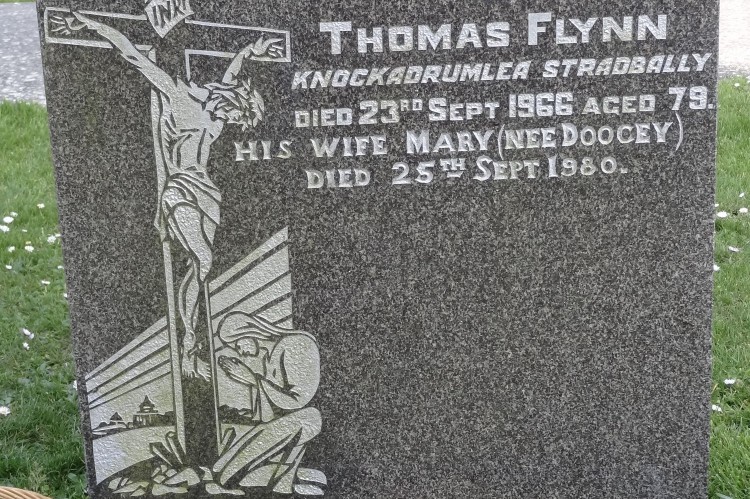 INRI
THOMAS FLYNN
KNOCKADRUMLEA STRADBALLY
DIED 23RD SEPT 1966 AGED 79.
HIS WIFE MARY (NEE DOOCEY)
DIED 25TH SEPT 1980.